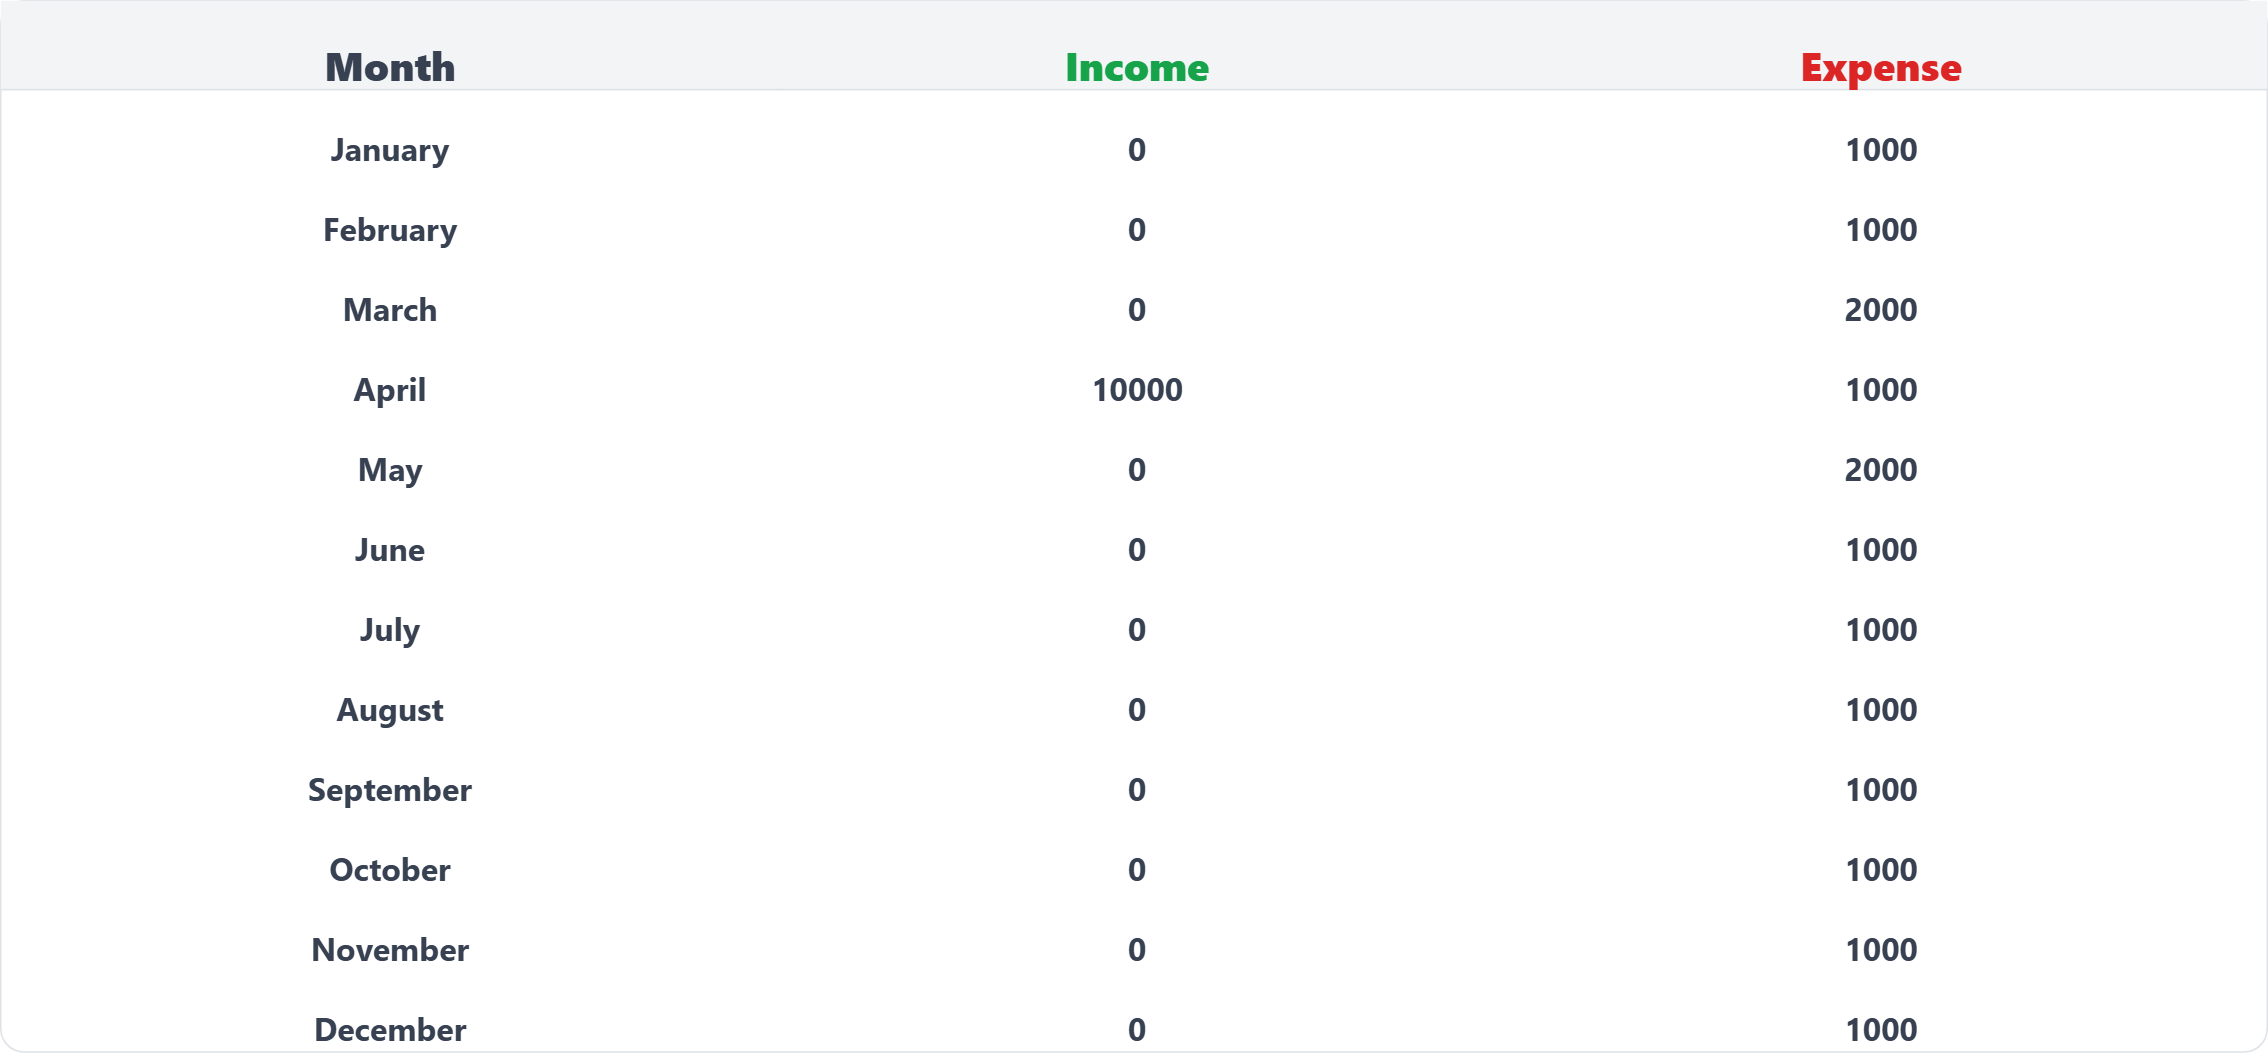 Month Income Expense
January 0 1000
February 0 1000
March 0 2000
April 10000 1000
May 0 2000
June 0 1000
July 0 1000
August 0 1000
September 0 1000
October 0 1000
November 0 1000
December 0 1000